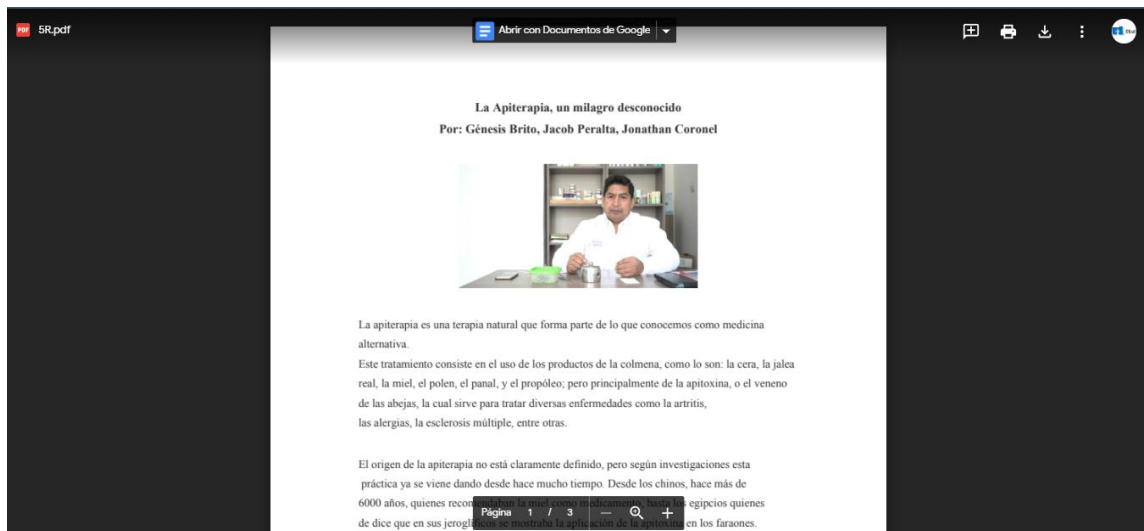 5R.pdf
Abrir con Documentos de Google
La Apiterapia, un milagro desconocido
Por: Génesis Brito, Jacob Peralta, Jonathan Coronel
La apiterapia es una terapia natural que forma parte de lo que conocemos como medicina
alternativa.
Este tratamiento consiste en el uso de los productos de la colmena, como lo son: la cera, la jalea
real, la miel, el polen, el panal, y el propóleo; pero principalmente de la apitoxina, o el veneno
de las abejas, la cual sirve para tratar diversas enfermedades como la artritis,
las alergias, la esclerosis múltiple, entre otras.
El origen de la apiterapia no está claramente definido, pero según investigaciones esta
práctica ya se viene dando desde hace mucho tiempo. Desde los chinos, hace más de
6000 años, quienes recomendaban la miel como medicamento, hasta los egipcios quienes
de dice que en sus jeroglíficos se mostraba la aplicación de la apitoxina en los faraones.
Página 1 / 3